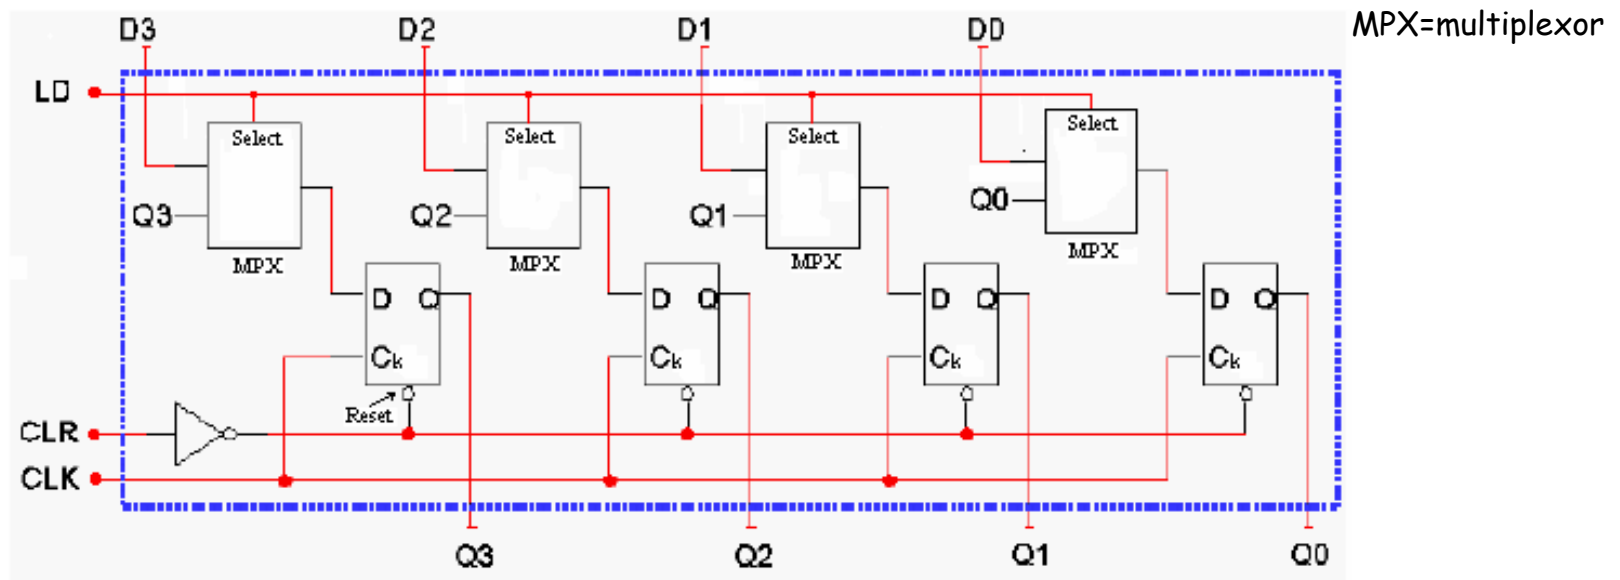 D3 D2 D1 D0 MPX=multiplexor
LD
Select Select Select Select
Q3 Q2 Q1 Q0
MPX MPX MPX MPX
D Q D Q D Q D Q
Ck Ck Ck Ck
Reset
CLR
CLK
Q3 Q2 Q1 Q0